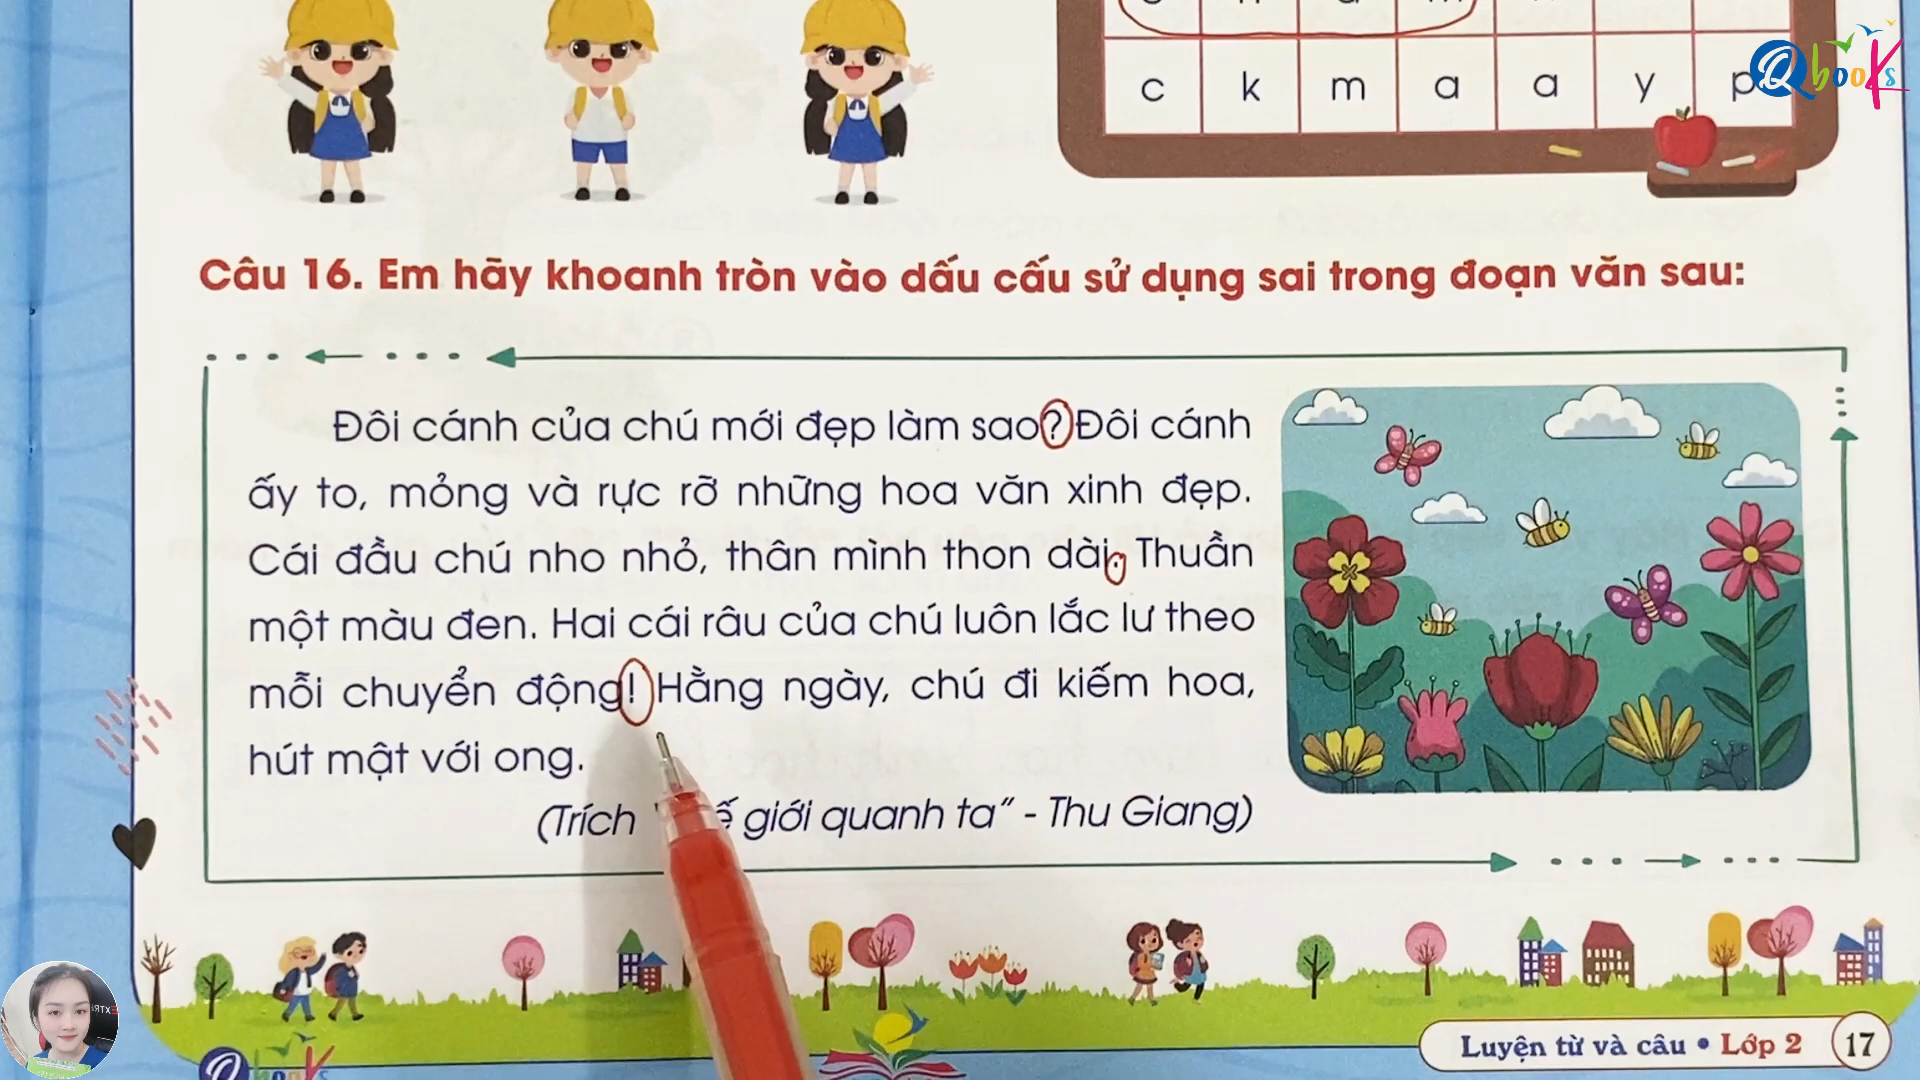 c k m a a y p
Qbooks
Câu 16. Em hãy khoanh tròn vào dấu cấu sử dụng sai trong đoạn văn sau:
Đôi cánh của chú mới đẹp làm sao? Đôi cánh
ấy to, mỏng và rực rỡ những hoa văn xinh đẹp.
Cái đầu chú nho nhỏ, thân mình thon dài. Thuần
một màu đen. Hai cái râu của chú luôn lắc lư theo
mỗi chuyển động! Hằng ngày, chú đi kiếm hoa,
hút mật với ong.
(Trích giới quanh ta" - Thu Giang)
Luyện từ và câu • Lớp 2 17
Qbooks